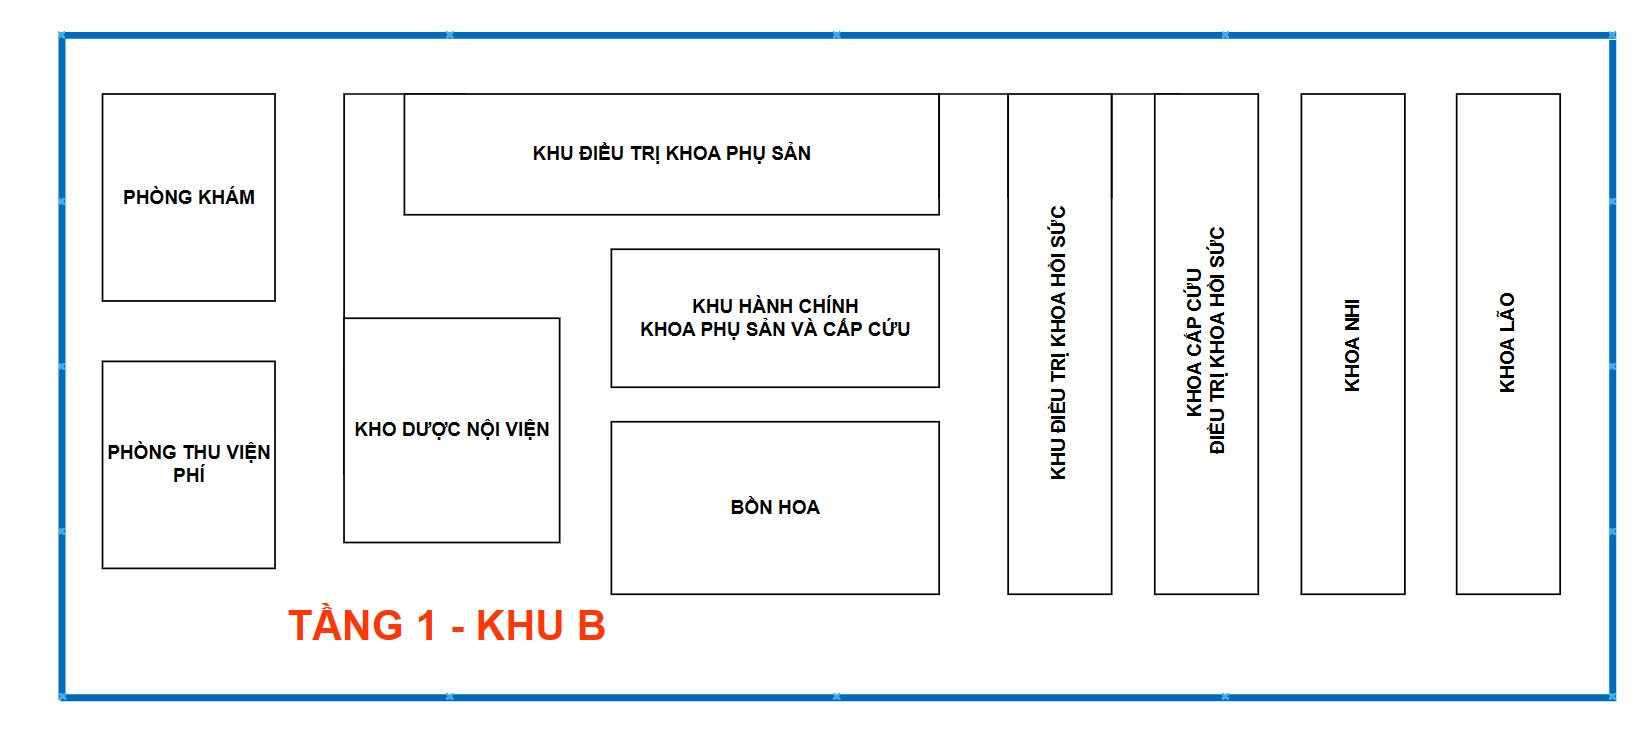 PHÒNG KHÁM
PHÒNG THU VIỆN
PHÍ
KHU ĐIỀU TRỊ KHOA PHỤ SẢN
KHU HÀNH CHÍNH
KHOA PHỤ SẢN VÀ CẤP CỨU
KHO DƯỢC NỘI VIỆN
BỒN HOA
KHU ĐIỀU TRỊ KHOA HỒI SỨC
KHOA CẤP CỨU
ĐIỀU TRỊ KHOA HỒI SỨC
KHOA NHI
KHOA LÃO
TẦNG 1 - KHU B